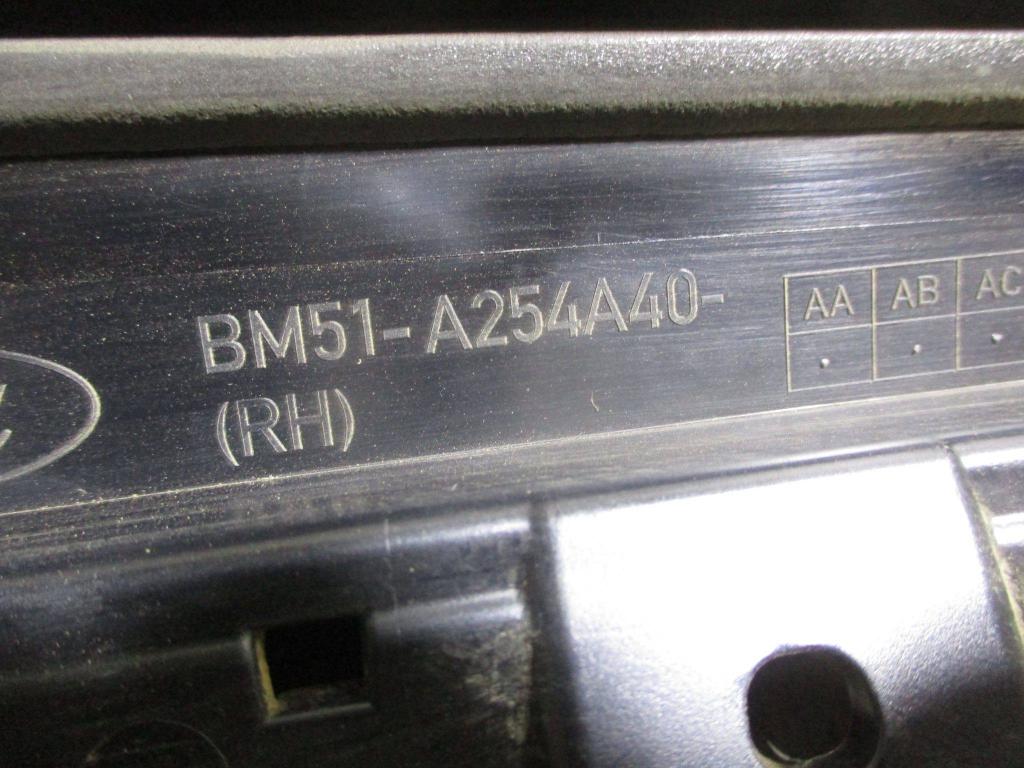 BM51-A254A40-
(RH)
AA AB AC